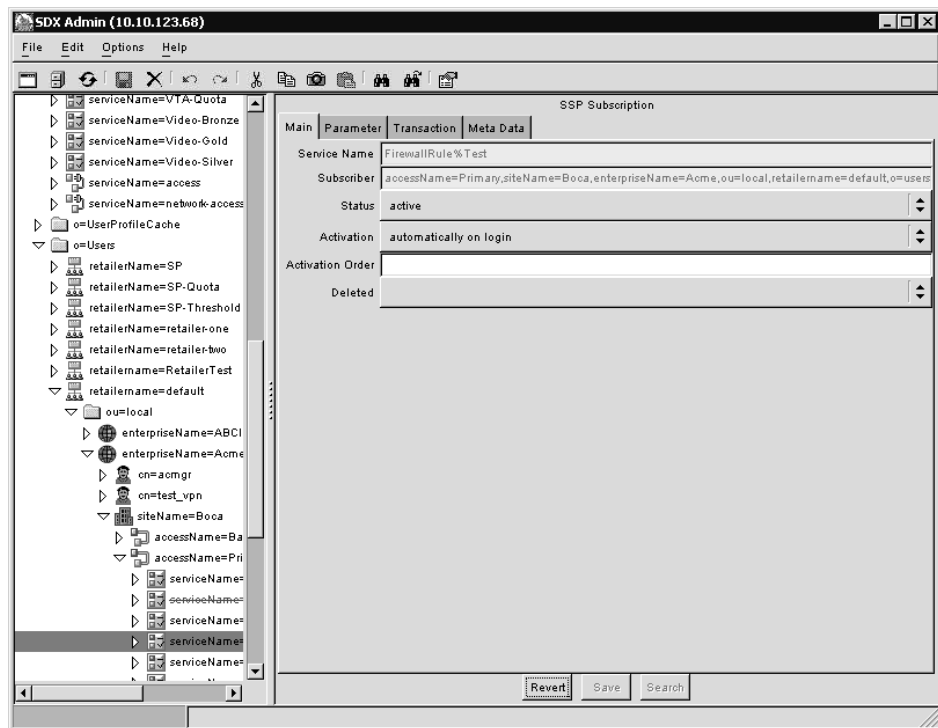 SDX Admin (10.10.123.68)
File Edit Options Help
serviceName=VTA-Quota
serviceName=Video-Bronze
serviceName=Video-Gold
serviceName=Video-Silver
serviceName=access
serviceName=network-access
o=UserProfileCache
o=Users
retailerName=SP
retailerName=SP-Quota
retailerName=SP-Threshold
retailerName=retailer-one
retailerName=retailer-two
retailername=RetailerTest
retailername=default
ou=local
enterpriseName=ABCI
enterpriseName=Acme
cn=acmgr
cn=test_vpn
siteName=Boca
accessName=Ba
accessName=Pri
serviceName=
serviceName=
serviceName=
serviceName=
serviceName=
SSP Subscription
Main Parameter Transaction Meta Data
Service Name FirewallRule%Test
Subscriber accessName=Primary,siteName=Boca,enterpriseName=Acme,ou=local,retailername=default,o=users
Status active
Activation automatically on login
Activation Order
Deleted
Revert Save Search